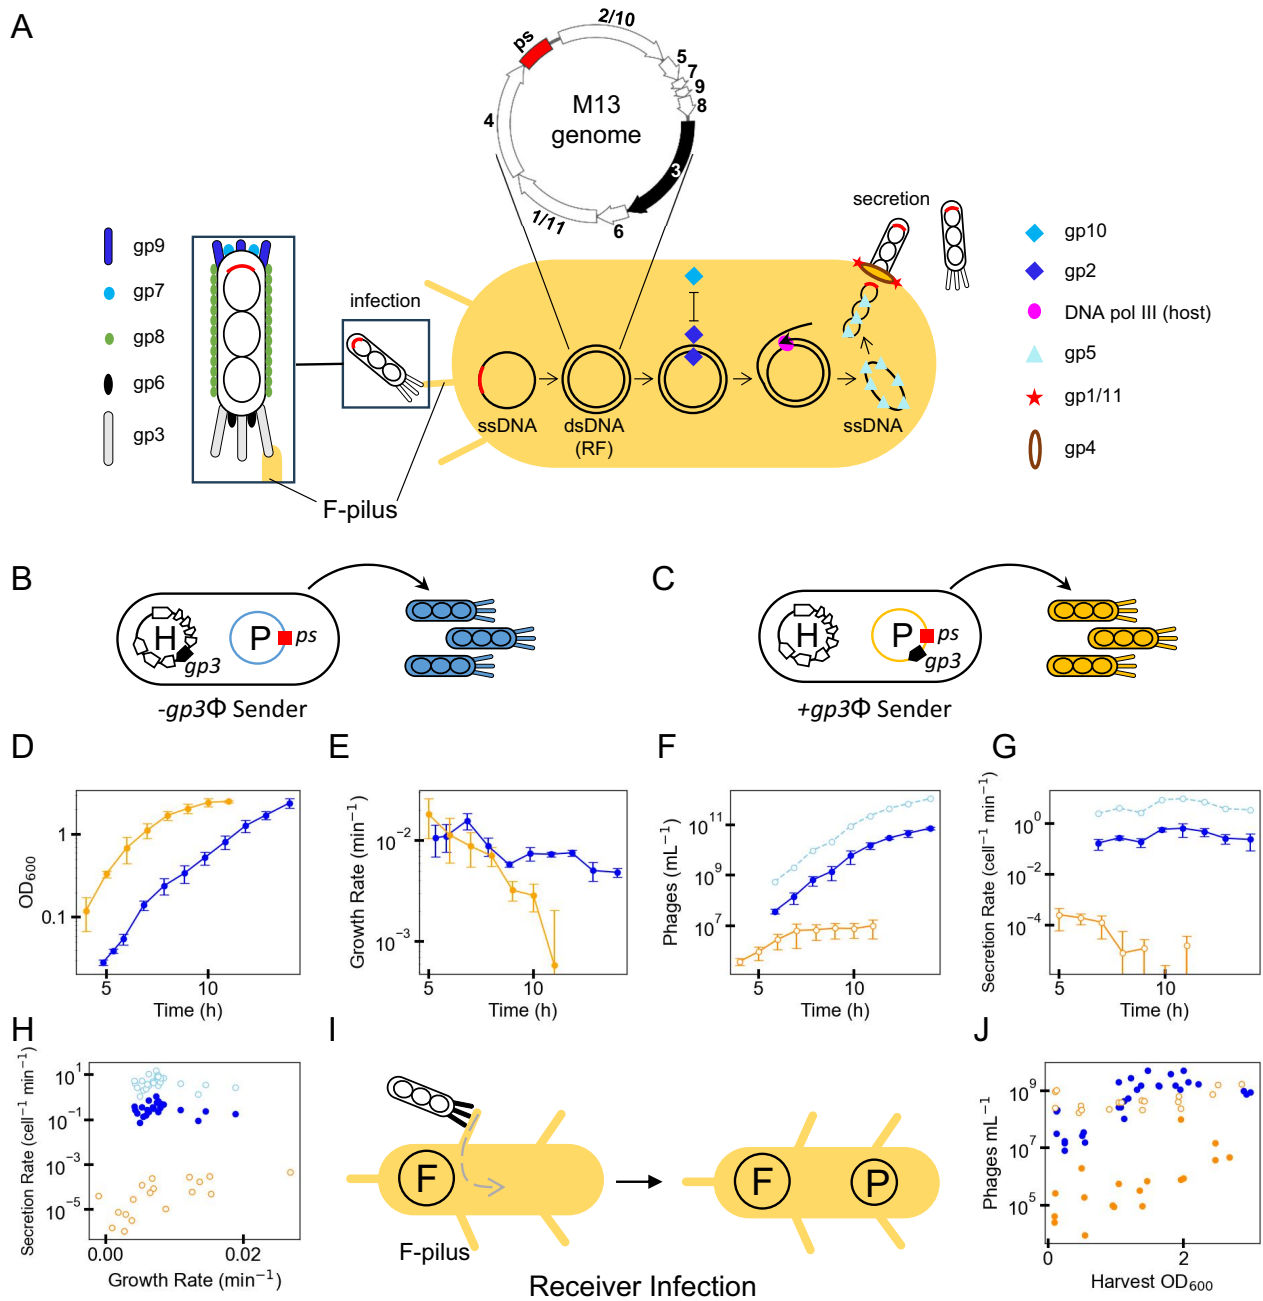 A
ps
2/10
5
7
9
8
M13
genome
4
3
1/11
6
secretion
gp9
gp7
gp8
gp6
gp3
infection
gp10
gp2
DNA pol III (host)
gp5
gp1/11
gp4
ssDNA
dsDNA
(RF)
ssDNA
F-pilus
B
H
gp3
P
ps
-gp3Φ Sender
C
H
P
ps
gp3
+gp3Φ Sender
D
OD600
1
0.1
5
10
Time (h)
E
Growth Rate (min⁻¹)
10⁻²
10⁻³
5
10
Time (h)
F
Phages (mL⁻¹)
10¹¹
10⁹
10⁷
5
10
Time (h)
G
Secretion Rate (cell⁻¹ min⁻¹)
10⁰
10⁻²
10⁻⁴
5
10
Time (h)
H
Secretion Rate (cell⁻¹ min⁻¹)
10¹
10⁻¹
10⁻³
10⁻⁵
0.00
0.02
Growth Rate (min⁻¹)
I
F
F-pilus
F
P
Receiver Infection
J
Phages mL⁻¹
10⁹
10⁷
10⁵
0
2
Harvest OD600